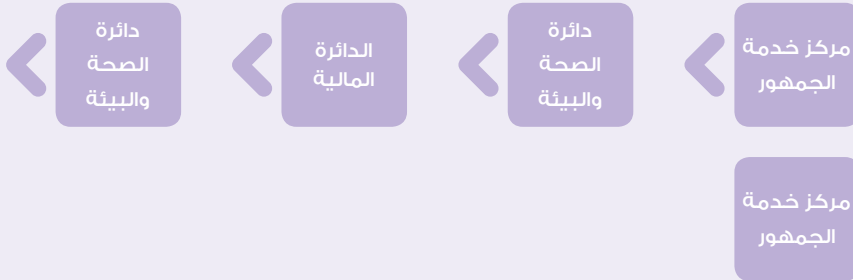 مركز خدمة
الجمهور
دائرة
الصحة
والبيئة
الدائرة
المالية
دائرة
الصحة
والبيئة
مركز خدمة
الجمهور